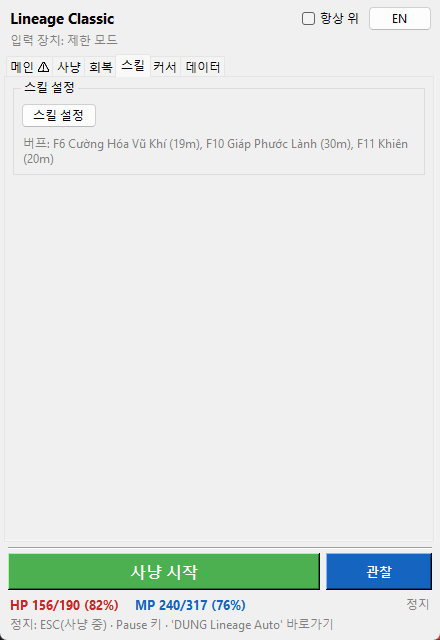 Lineage Classic
항상 위
EN
입력 장치: 제한 모드
메인 ⚠ 사냥 회복 스킬 커서 데이터
스킬 설정
스킬 설정
버프: F6 Cường Hóa Vũ Khí (19m), F10 Giáp Phước Lành (30m), F11 Khiên
(20m)
사냥 시작
관찰
HP 156/190 (82%) MP 240/317 (76%)
정지
정지: ESC(사냥 중) · Pause 키 · 'DUNG Lineage Auto' 바로가기